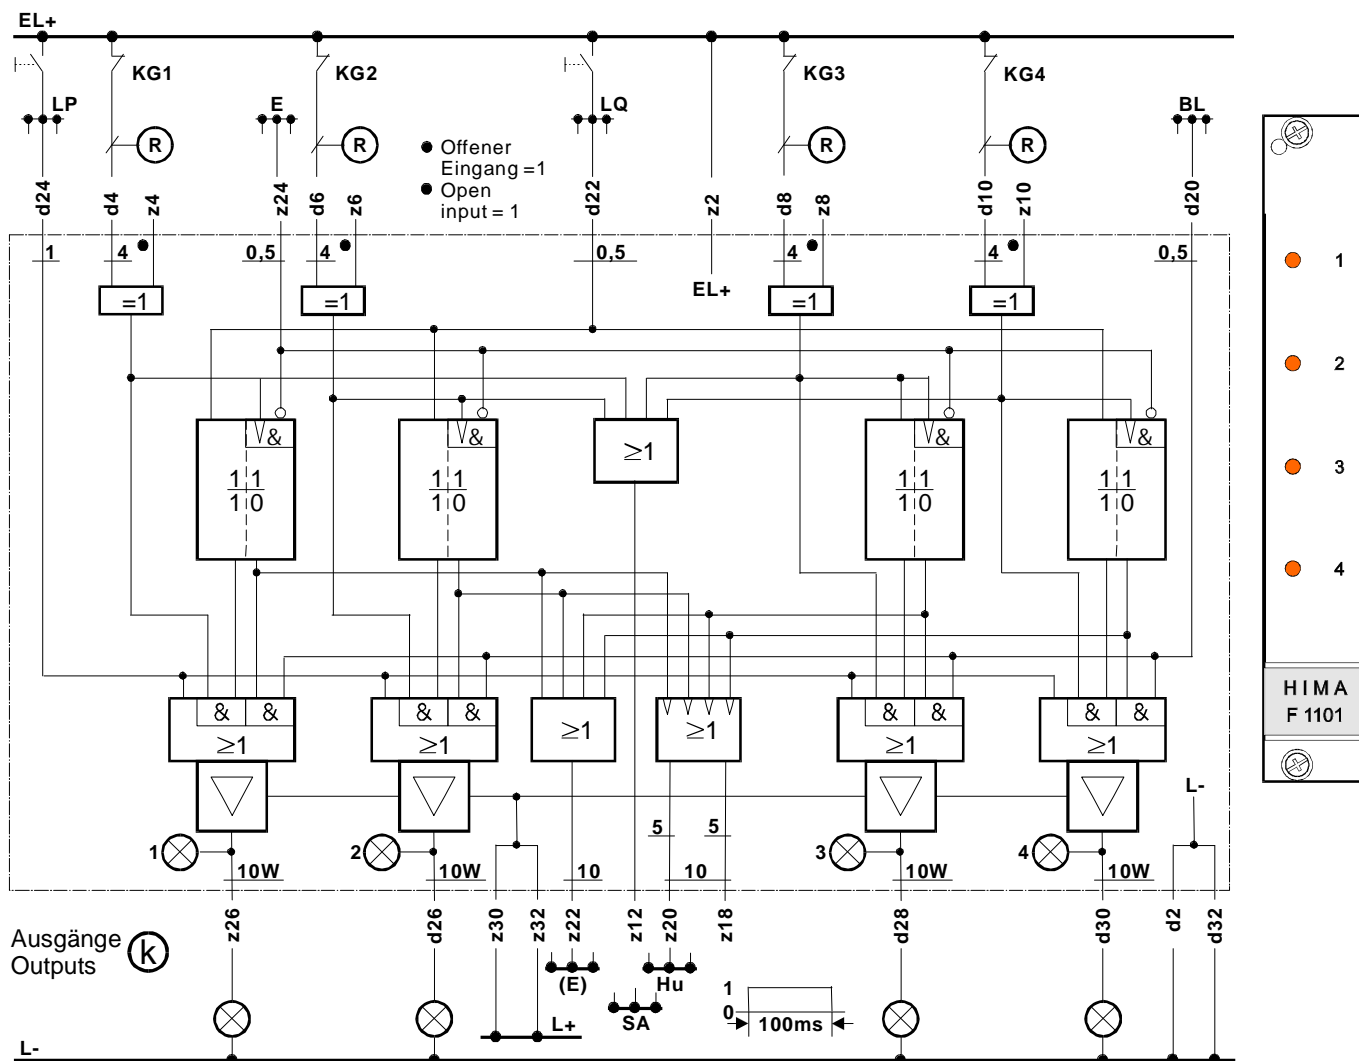 EL+
KG1 KG2 KG3 KG4
LP E LQ BL
R R R R
● Offener
Eingang =1
● Open
input = 1
d24 d4 z4 z24 d6 z6 d22 z2 d8 z8 d10 z10 d20
1 4 0,5 4 0,5 4 4 0,5
EL+
=1 =1 =1 =1
& & & &
≥1
1 1 1 1 1 1 1 1
1 0 1 0 1 0 1 0
& & & & & & & &
≥1 ≥1 ≥1 ≥1 ≥1 ≥1
L-
5 5
1 2 3 4
10W 10W 10 10 10W 10W
z26 d26 z30 z32 z22 z12 z20 z18 d28 d30 d2 d32
Ausgänge
Outputs
k
(E) Hu
SA
L+
1
0
100ms
L-
1
2
3
4
HIMA
F 1101